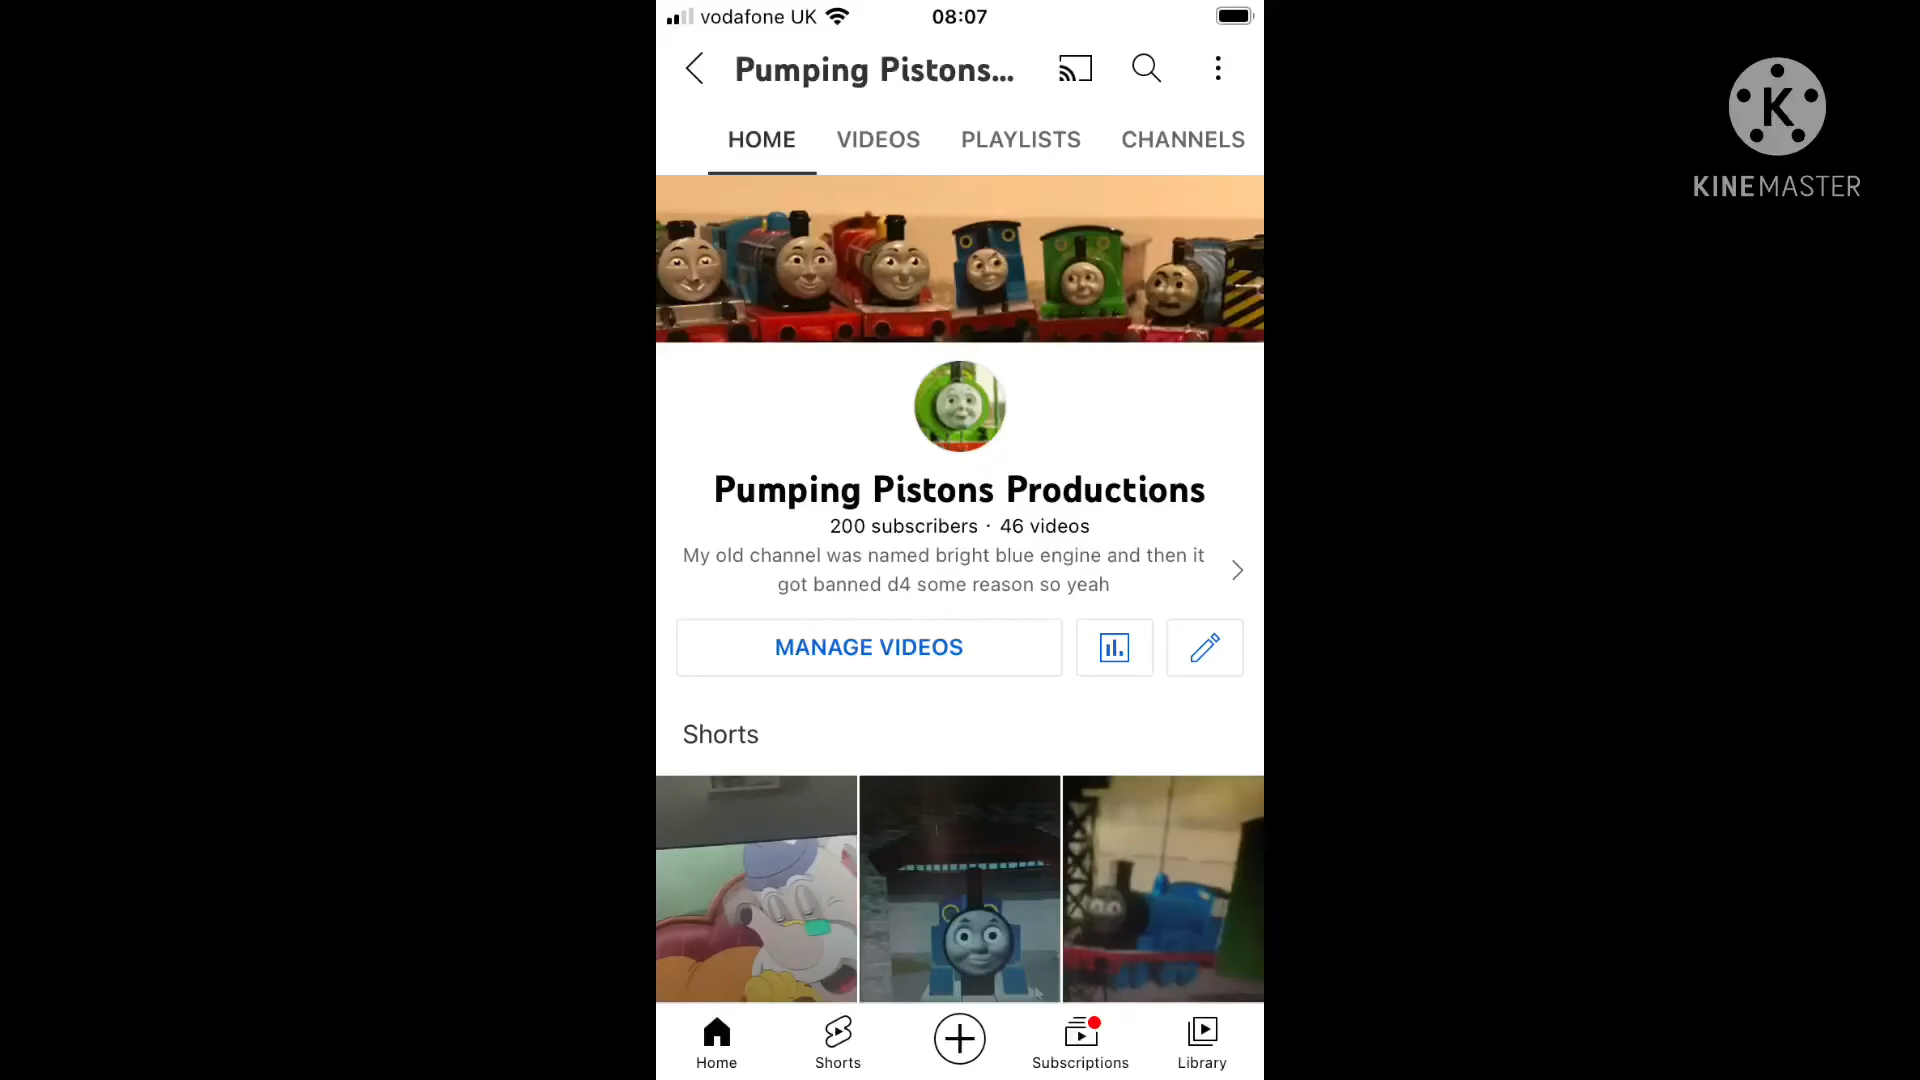 vodafone UK
08:07
Pumping Pistons...
HOME
VIDEOS
PLAYLISTS
CHANNELS
K
KINEMASTER
Pumping Pistons Productions
200 subscribers · 46 videos
My old channel was named bright blue engine and then it
got banned d4 some reason so yeah
MANAGE VIDEOS
Shorts
Home
Shorts
Subscriptions
Library